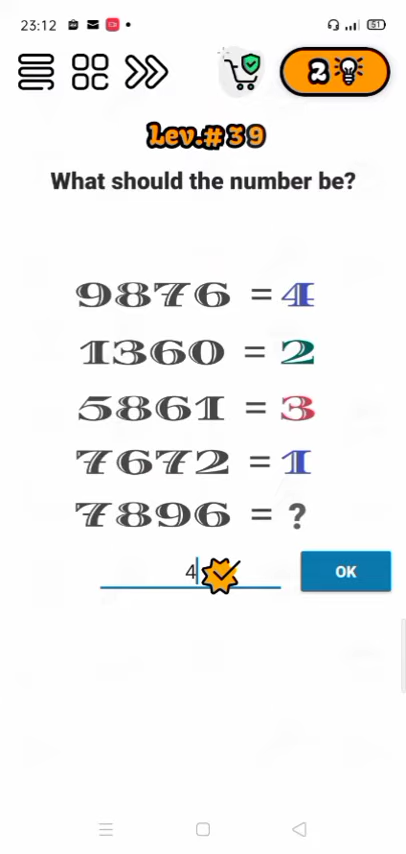 23:12 51
2
Lev.#39
What should the number be?
9876 = 4
1360 = 2
5861 = 3
7672 = 1
7896 = ?
4
OK